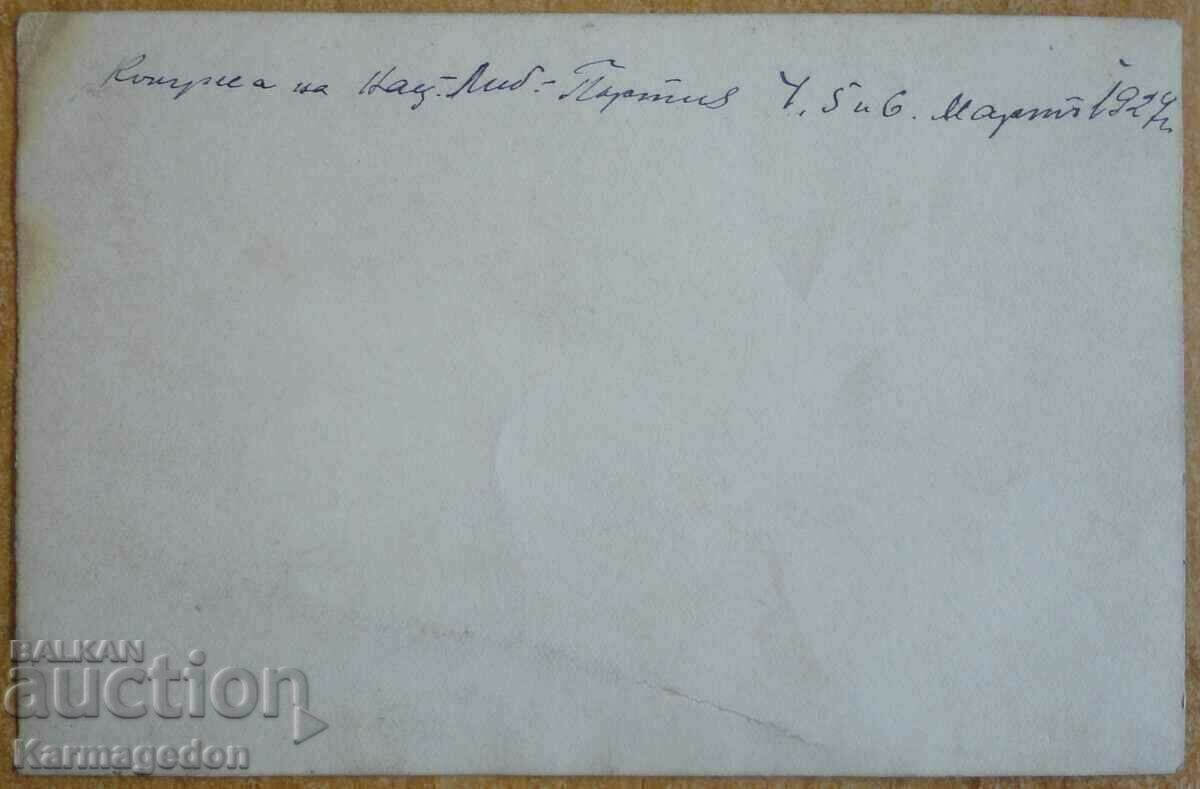 Конгреса на Нац.-Либ.-Партия 4, 5 и 6. Мартъ 1924 г.
BALKAN
auction
Karmagedon